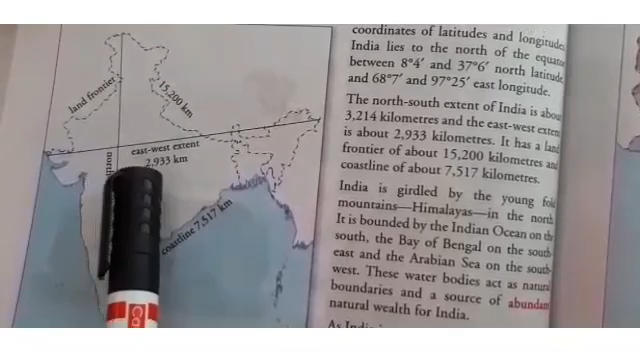 land frontier
15,200 km
east-west extent
2,933 km
coastline 7,517 km
coordinates of latitudes and longitudes
India lies to the north of the equator
between 8°4′ and 37°6′ north latitude
and 68°7′ and 97°25′ east longitude.
The north-south extent of India is about
3,214 kilometres and the east-west extent
is about 2,933 kilometres. It has a land
frontier of about 15,200 kilometres and
coastline of about 7,517 kilometres.
India is girdled by the young fold
mountains—Himalayas—in the north
It is bounded by the Indian Ocean on the
south, the Bay of Bengal on the south-
east and the Arabian Sea on the south-
west. These water bodies act as natural
boundaries and a source of abundant
natural wealth for India.